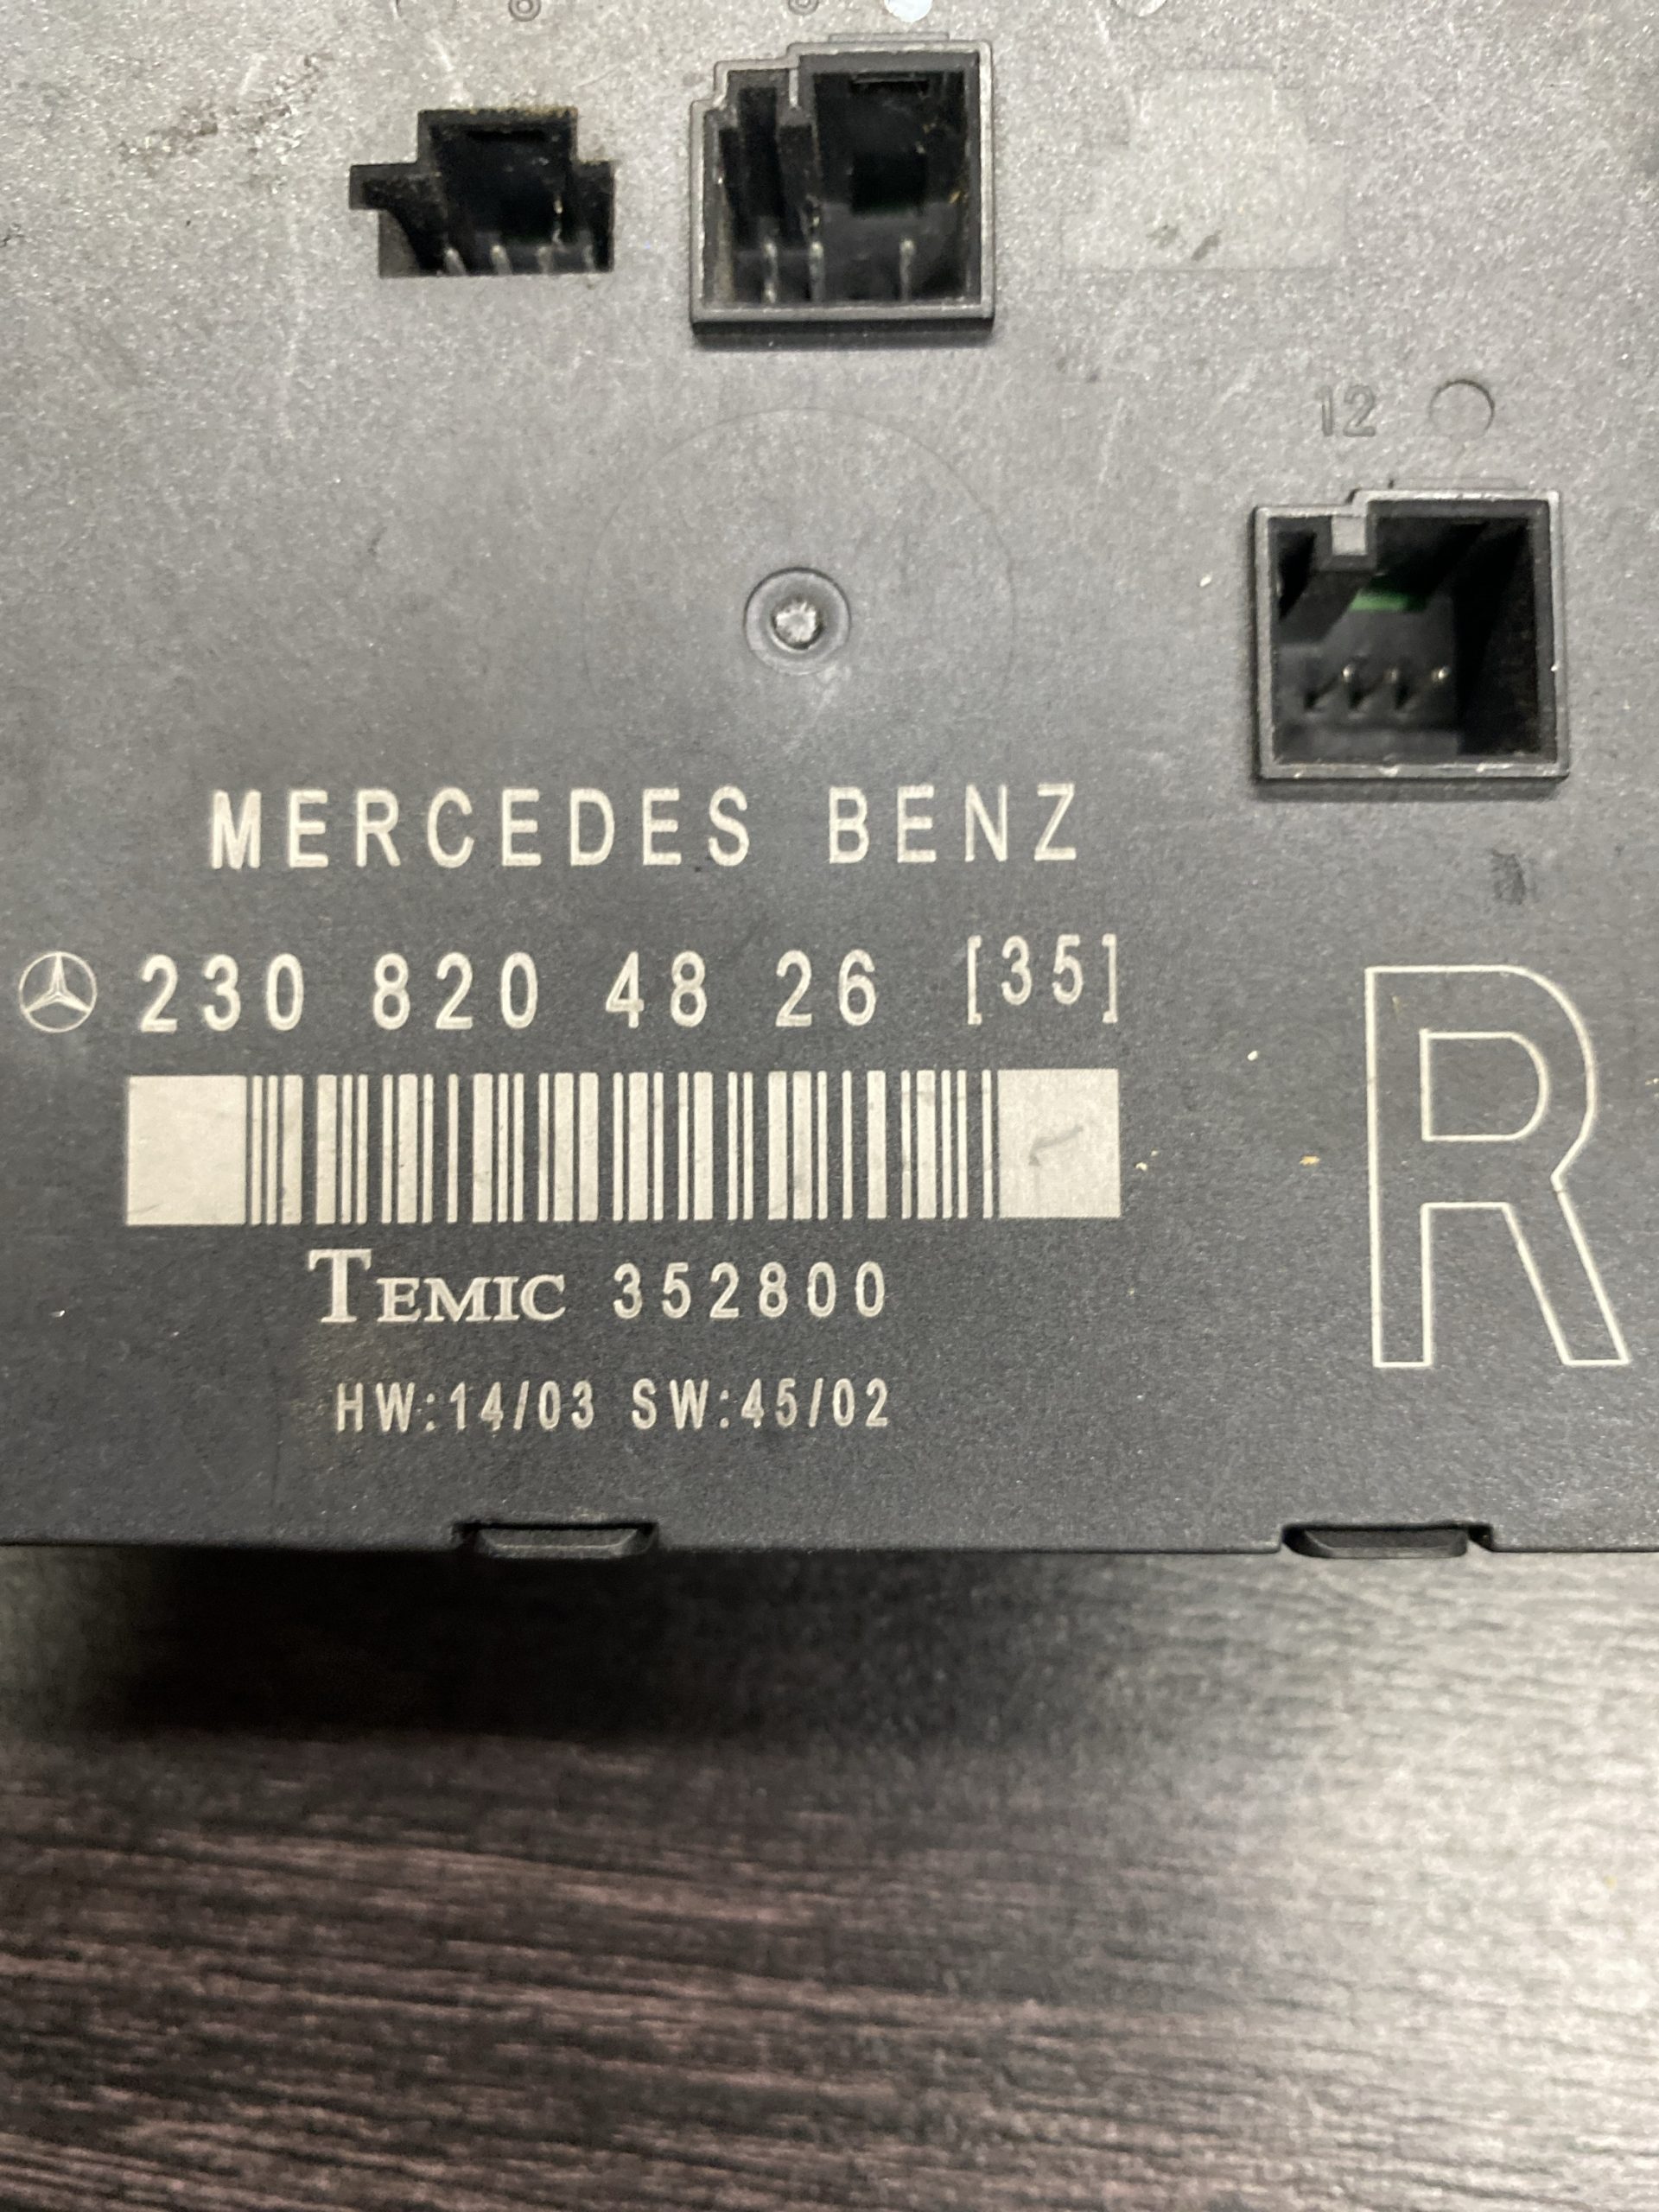 12
MERCEDES BENZ
230 820 48 26 [35]
TEMIC 352800
HW:14/03 SW:45/02
R